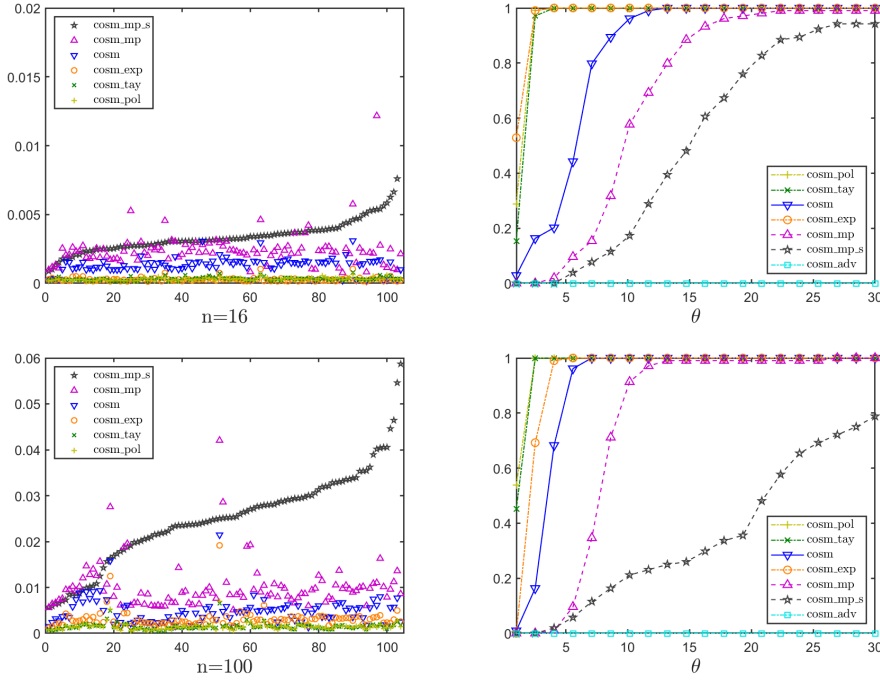 0.02
0.015
0.01
0.005
0
0 20 40 60 80 100
n=16
cosm_mp_s
cosm_mp
cosm
cosm_exp
cosm_tay
cosm_pol
1
0.8
0.6
0.4
0.2
0
5 10 15 20 25 30
θ
cosm_pol
cosm_tay
cosm
cosm_exp
cosm_mp
cosm_mp_s
cosm_adv
0.06
0.05
0.04
0.03
0.02
0.01
0
0 20 40 60 80 100
n=100
cosm_mp_s
cosm_mp
cosm
cosm_exp
cosm_tay
cosm_pol
1
0.8
0.6
0.4
0.2
0
5 10 15 20 25 30
θ
cosm_pol
cosm_tay
cosm
cosm_exp
cosm_mp
cosm_mp_s
cosm_adv